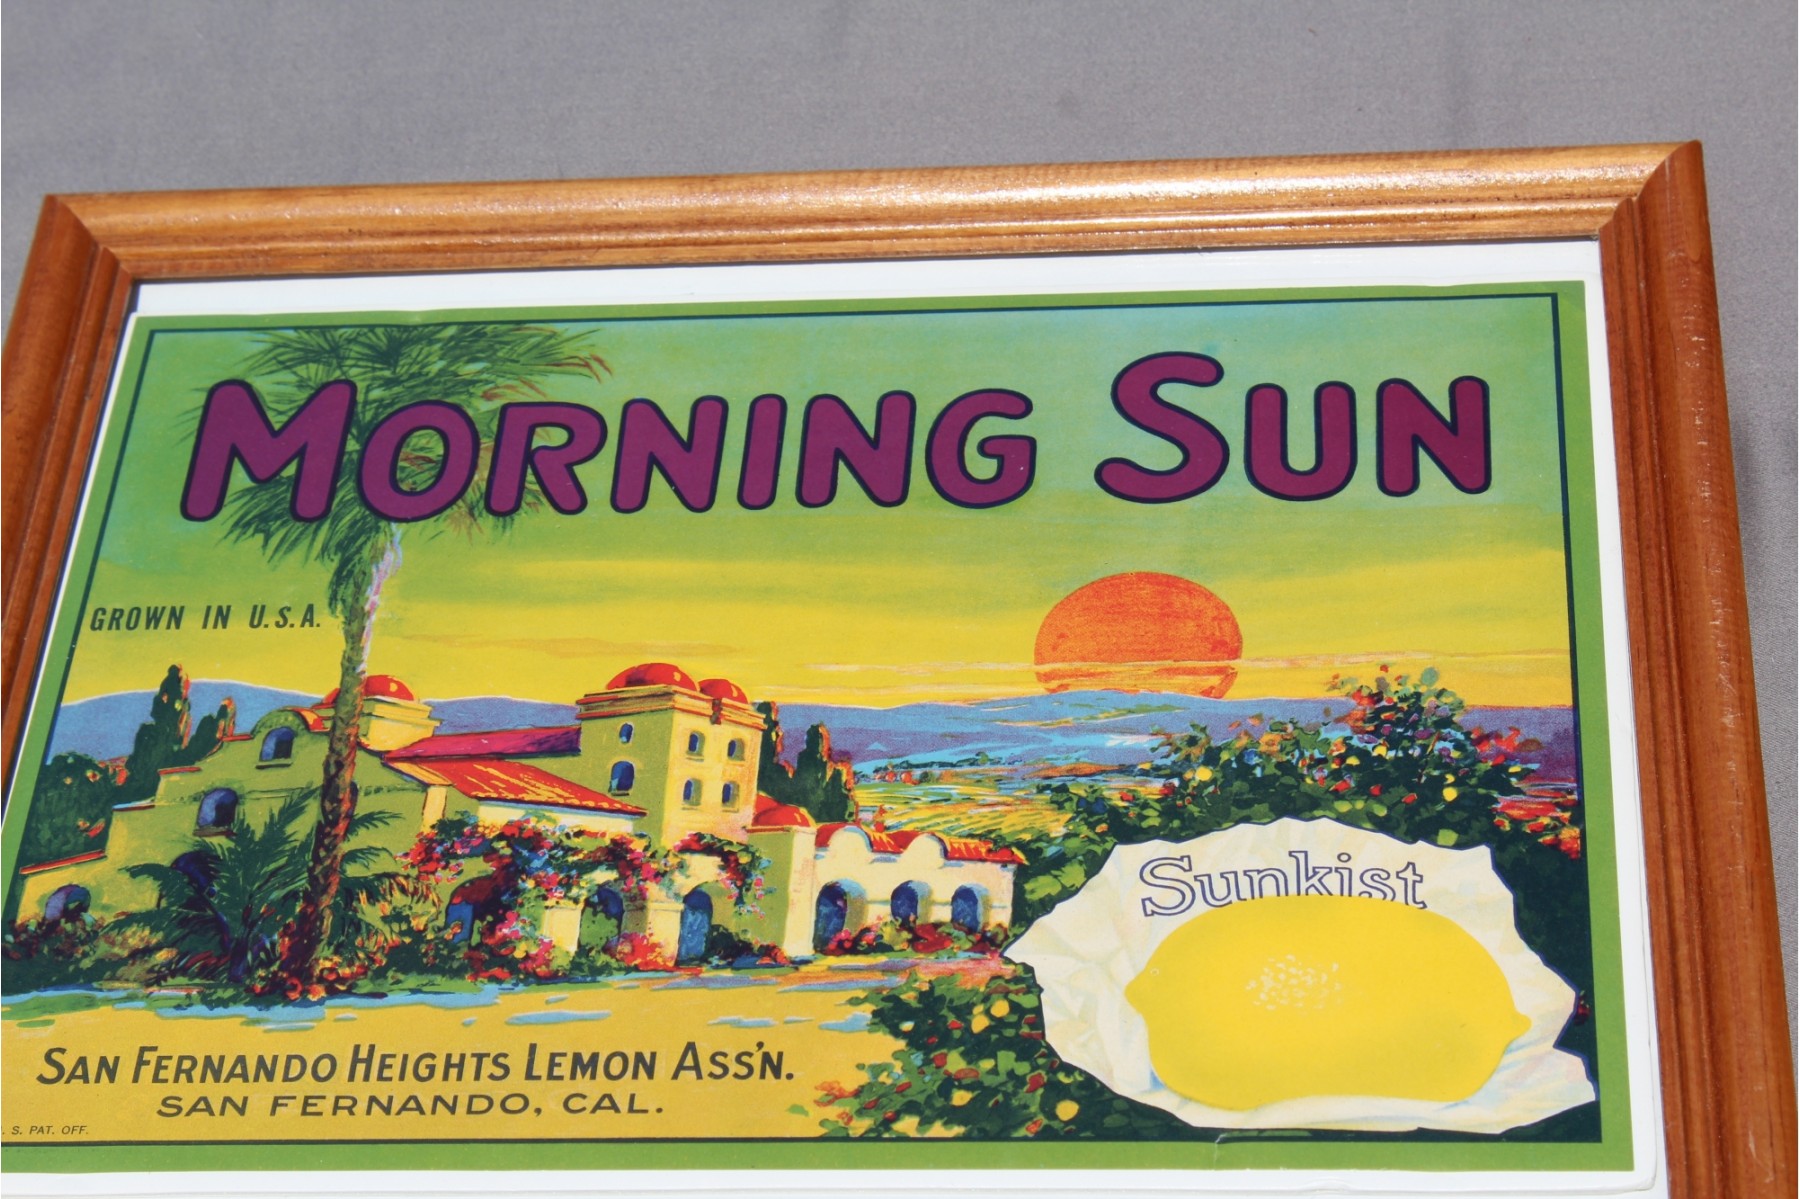 MORNING SUN
GROWN IN U.S.A.
Sunkist
SAN FERNANDO HEIGHTS LEMON ASS'N.
SAN FERNANDO, CAL.
S. PAT. OFF.